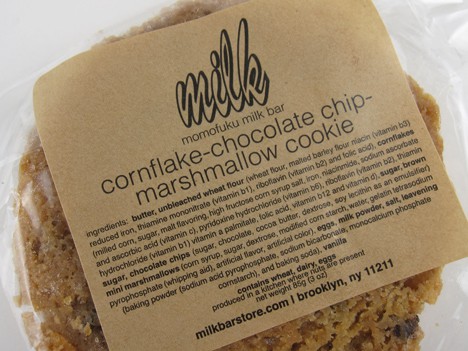 milk
momofuku milk bar
cornflake-chocolate chip-
marshmallow cookie
ingredients: butter, unbleached wheat flour (wheat flour, malted barley flour niacin (vitamin b3)
reduced iron, thiamine mononitrate (vitamin b1), riboflavin (vitamin b2) and folic acid), cornflakes
(milled corn, sugar, malt flavoring, high fructose corn syrup salt, iron, niacinamide, sodium ascorbate
and ascorbic acid (vitamin c), pyridoxine hydrochloride (vitamin b6), riboflavin (vitamin b2), thiamin
hydrochloride (vitamin b1) vitamin a palmitate, folic acid, vitamin b12 and vitamin d), sugar, brown
sugar, chocolate chips (sugar, chocolate, cocoa butter, dextrose, soy lecithin as an emulsifier)
mini marshmallows (corn syrup, sugar, dextrose, modified corn starch, water, gelatin tetrasodium
pyrophosphate (whipping aid), artificial flavor, artificial color), eggs, milk powder, salt, leavening
(baking powder (sodium acid pyrophosphate, sodium bicarbonate, monocalcium phosphate
cornstarch), and baking soda), vanilla
contains wheat, dairy, eggs
produced in a kitchen where nuts are present
net weight 85g (3 oz)
milkbarstore.com / brooklyn, ny 11211